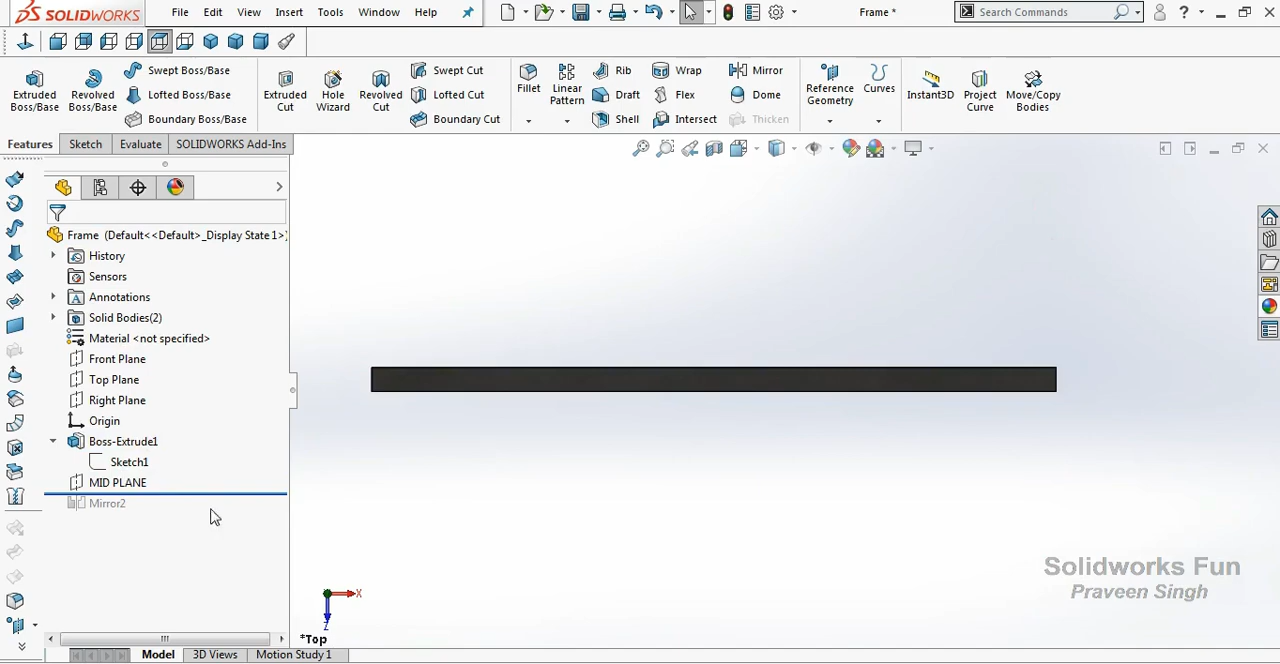 SOLIDWORKS
File Edit View Insert Tools Window Help
Frame *
Search Commands
Extruded Boss/Base
Revolved Boss/Base
Swept Boss/Base
Lofted Boss/Base
Boundary Boss/Base
Extruded Cut
Hole Wizard
Revolved Cut
Swept Cut
Lofted Cut
Boundary Cut
Fillet
Linear Pattern
Rib
Draft
Shell
Wrap
Flex
Intersect
Mirror
Dome
Thicken
Reference Geometry
Curves
Instant3D
Project Curve
Move/Copy Bodies
Features Sketch Evaluate SOLIDWORKS Add-Ins
Frame (Default<<Default>_Display State 1>)
History
Sensors
Annotations
Solid Bodies(2)
Material <not specified>
Front Plane
Top Plane
Right Plane
Origin
Boss-Extrude1
Sketch1
MID PLANE
Mirror2
Solidworks Fun
Praveen Singh
X
Z
*Top
Model 3D Views Motion Study 1